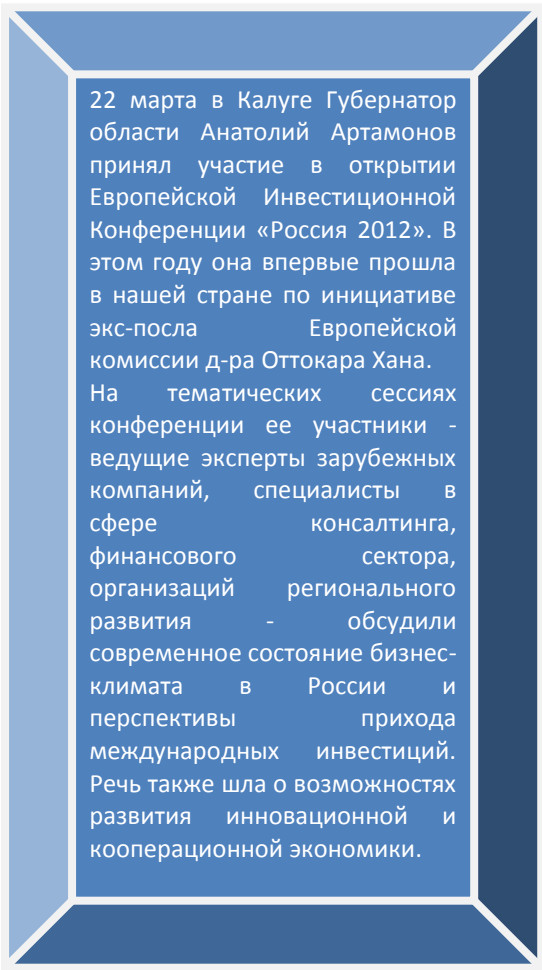 22 марта в Калуге Губернатор
области Анатолий Артамонов
принял участие в открытии
Европейской Инвестиционной
Конференции «Россия 2012». В
этом году она впервые прошла
в нашей стране по инициативе
экс-посла Европейской
комиссии д-ра Оттокара Хана.
На тематических сессиях
конференции ее участники -
ведущие эксперты зарубежных
компаний, специалисты в
сфере консалтинга,
финансового сектора,
организаций регионального
развития - обсудили
современное состояние бизнес-
климата в России и
перспективы прихода
международных инвестиций.
Речь также шла о возможностях
развития инновационной и
кооперационной экономики.